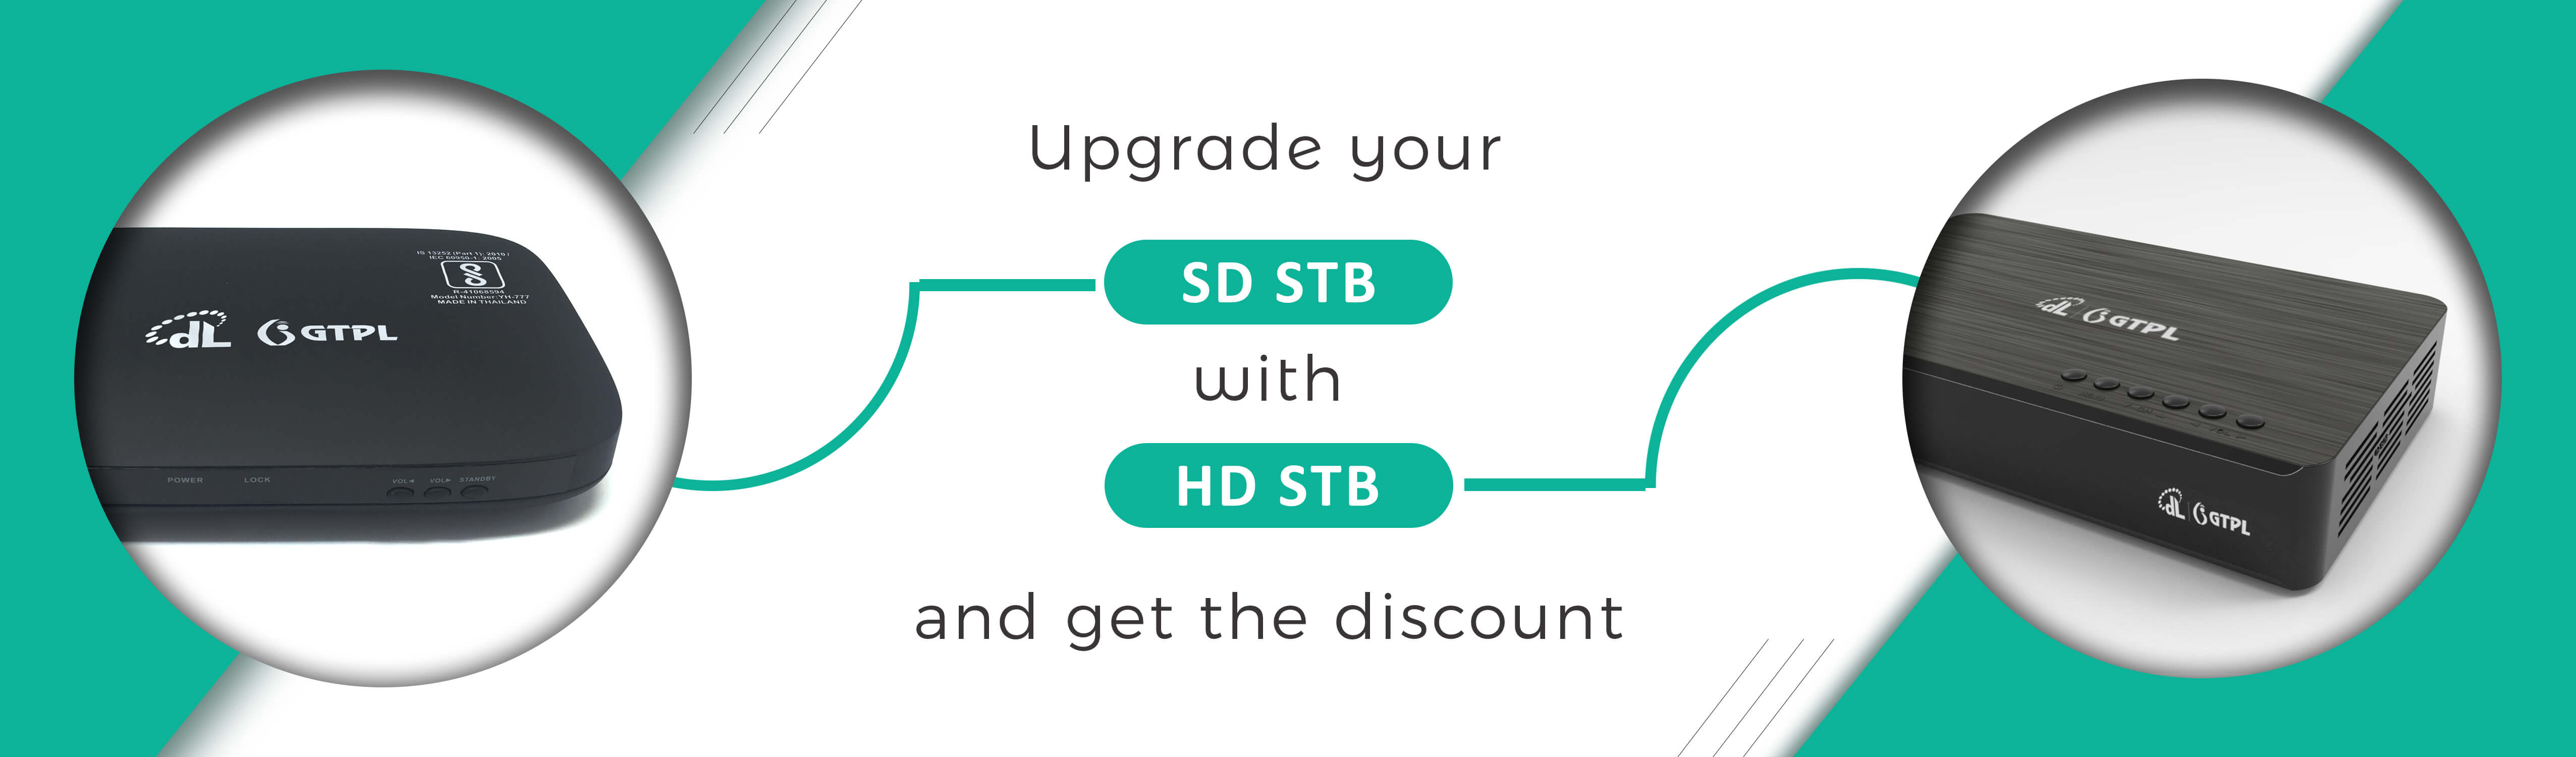 Upgrade your
SD STB
with
HD STB
and get the discount
IS 13252 (Part 1): 2010 /
IEC 60950-1: 2005
R-41068594
Model Number: YH-777
MADE IN THAILAND
dL GTPL
POWER LOCK VOL VOL STANDBY
dL GTPL
dL GTPL